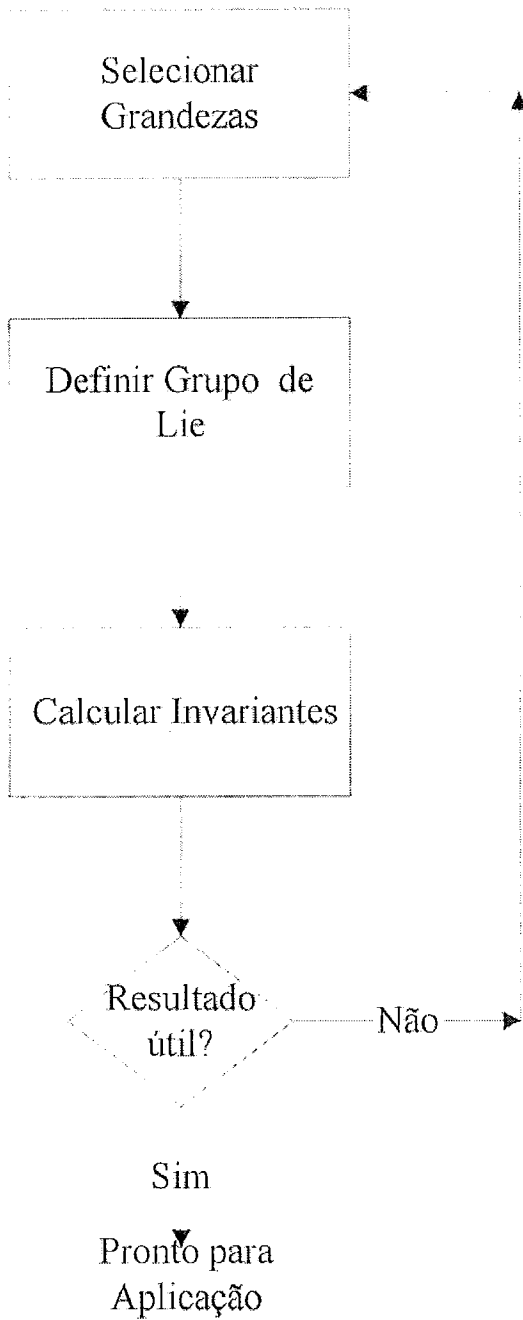 Selecionar
Grandezas
Definir Grupo de
Lie
Calcular Invariantes
Resultado
útil?
Não
Sim
Pronto para
Aplicação